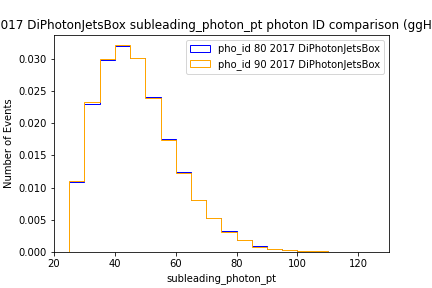 017 DiPhotonJetsBox subleading_photon_pt photon ID comparison (ggH
pho_id 80 2017 DiPhotonJetsBox
pho_id 90 2017 DiPhotonJetsBox
Number of Events
0.030
0.025
0.020
0.015
0.010
0.005
0.000
20 40 60 80 100 120
subleading_photon_pt